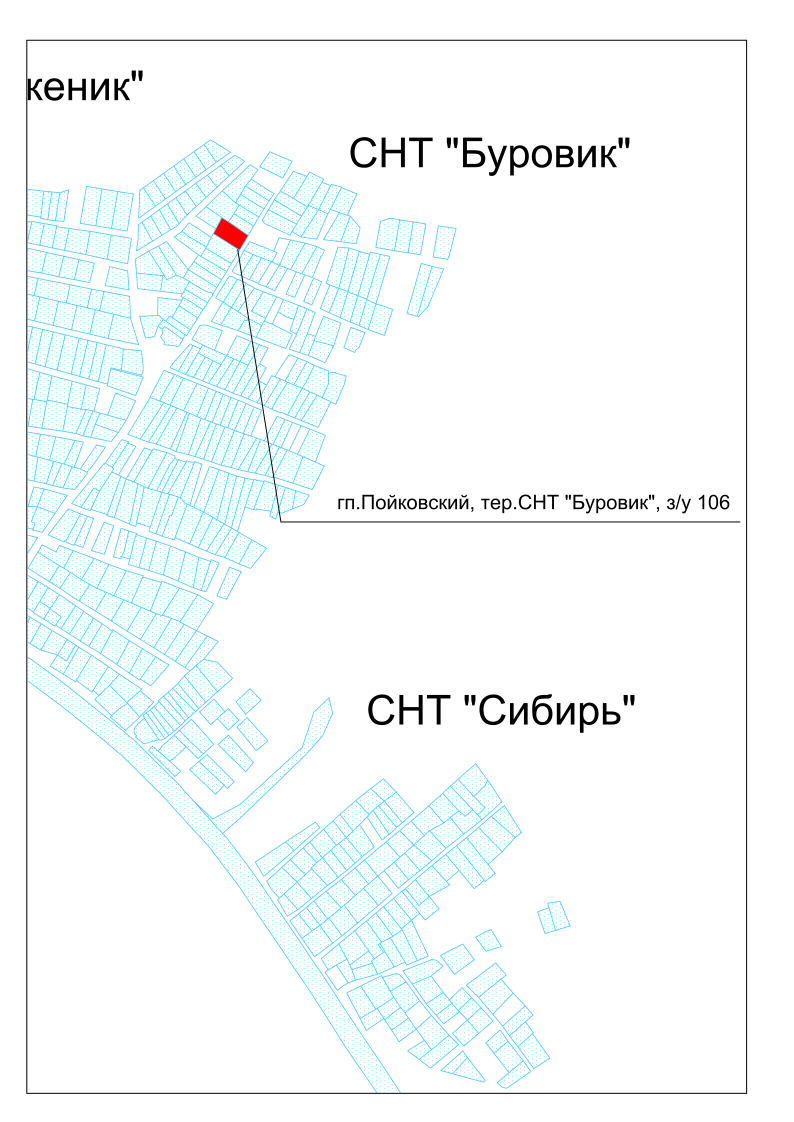 кеник"
СНТ "Буровик"
гп.Пойковский, тер.СНТ "Буровик", з/у 106
СНТ "Сибирь"